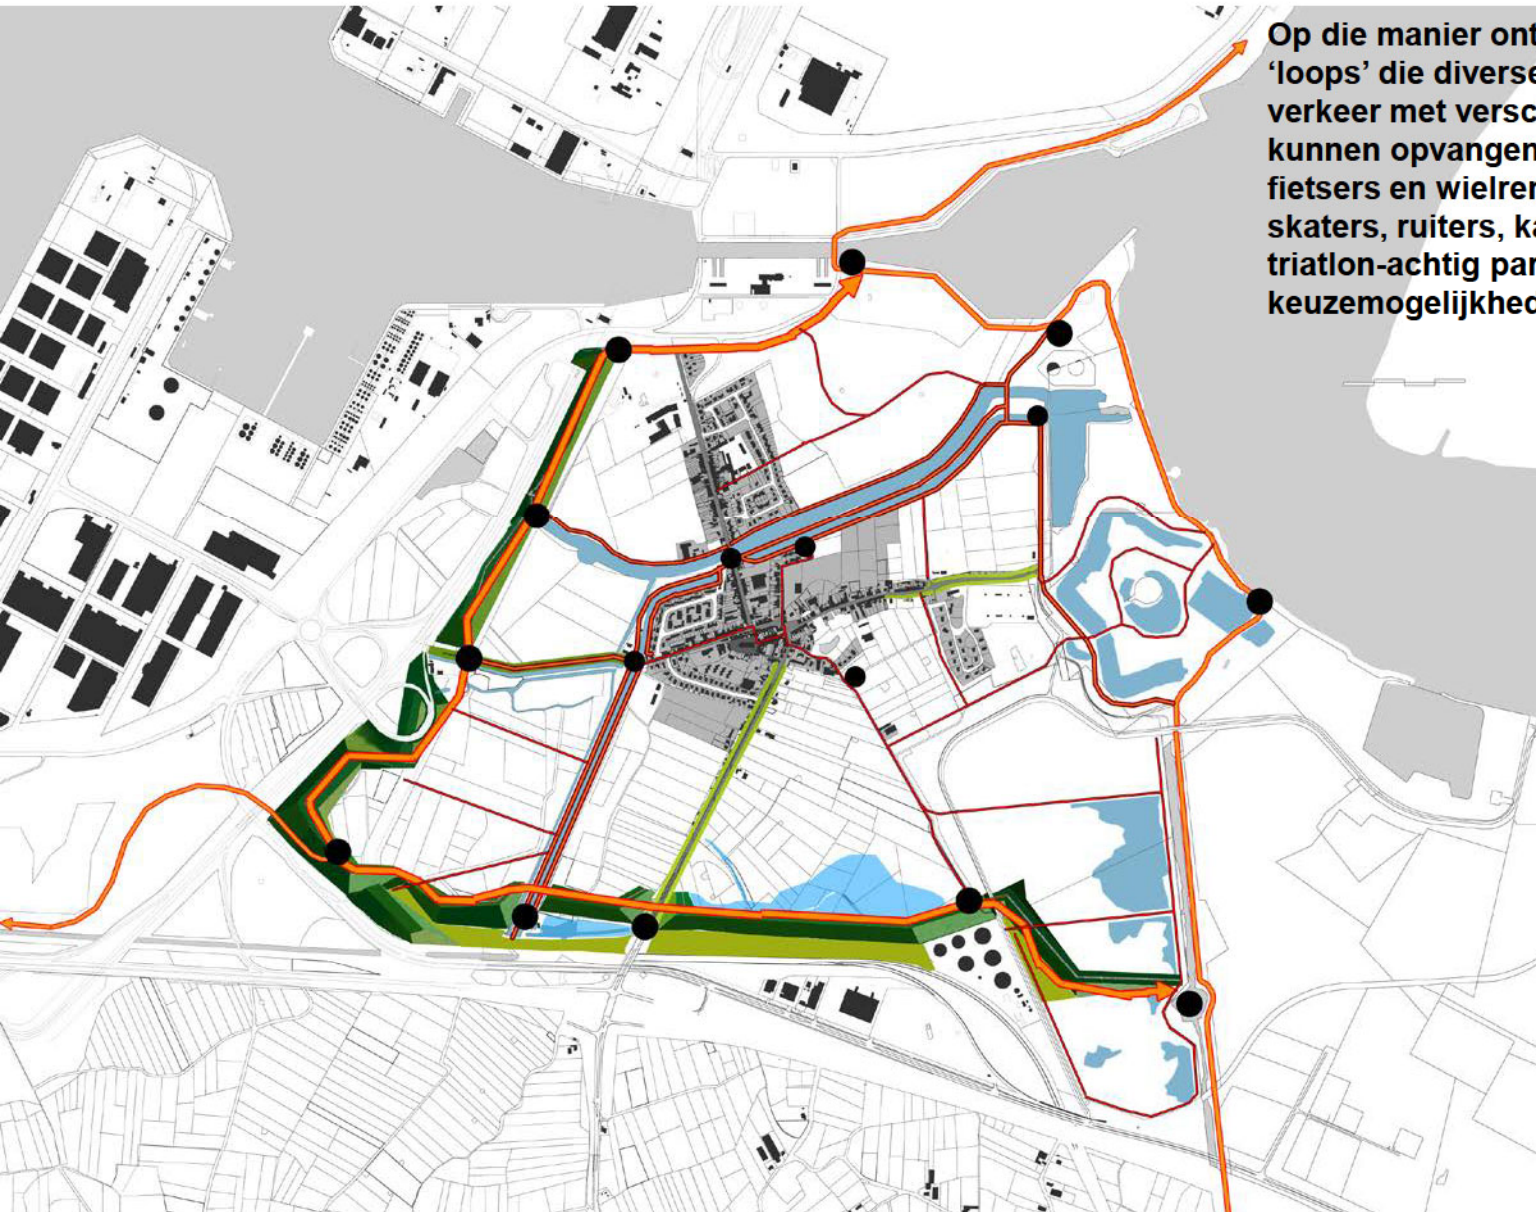 Op die manier ont
‘loops’ die diverse
verkeer met versc
kunnen opvangen
fietsers en wielren
skaters, ruiters, ka
triatlon-achtig par
keuzemogelijkhed